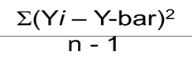 Σ(Yi – Y-bar)²
n - 1